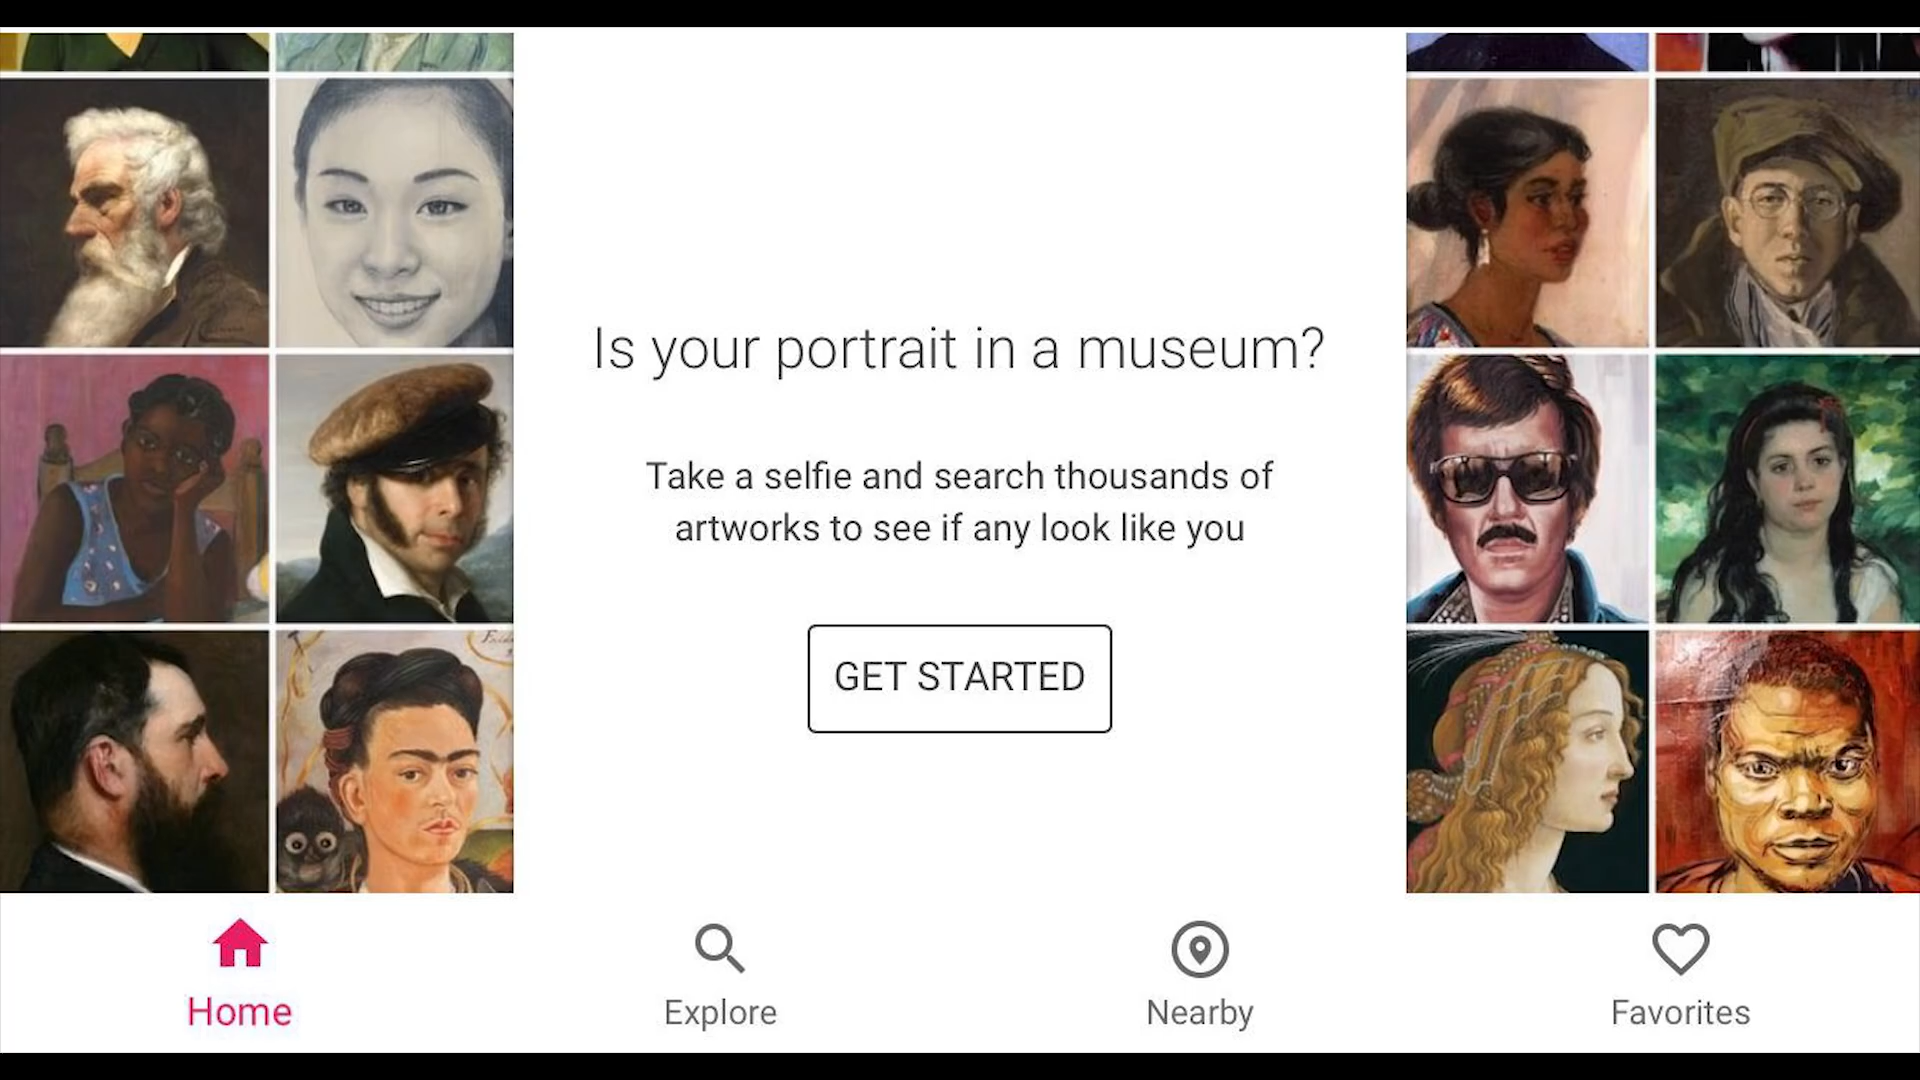 Is your portrait in a museum?
Take a selfie and search thousands of
artworks to see if any look like you
GET STARTED
Home
Explore
Nearby
Favorites